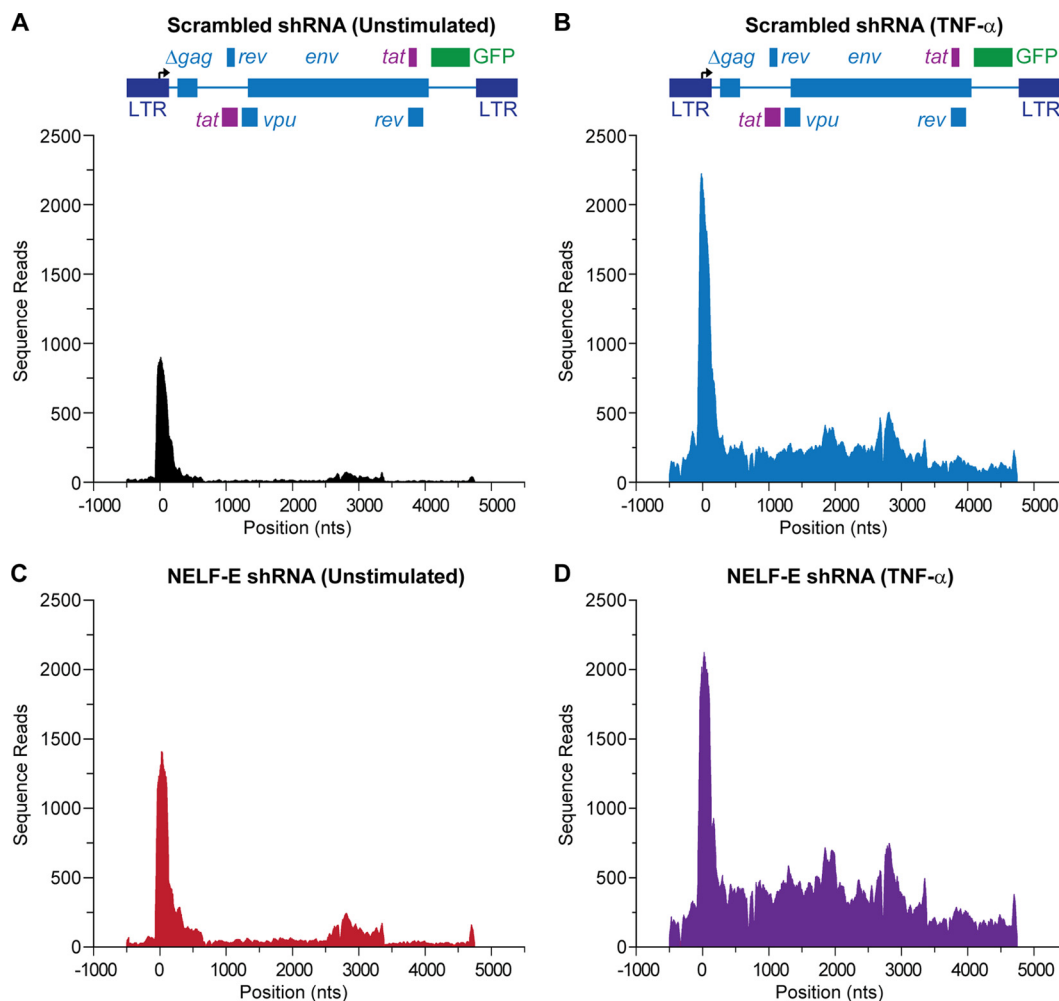 A
Scrambled shRNA (Unstimulated)
Δgag rev env tat GFP
LTR LTR
tat vpu rev
2500
2000
1500
1000
500
0
Sequence Reads
-1000 0 1000 2000 3000 4000 5000
Position (nts)
B
Scrambled shRNA (TNF-α)
Δgag rev env tat GFP
LTR LTR
tat vpu rev
2500
2000
1500
1000
500
0
Sequence Reads
-1000 0 1000 2000 3000 4000 5000
Position (nts)
C
NELF-E shRNA (Unstimulated)
2500
2000
1500
1000
500
0
Sequence Reads
-1000 0 1000 2000 3000 4000 5000
Position (nts)
D
NELF-E shRNA (TNF-α)
2500
2000
1500
1000
500
0
Sequence Reads
-1000 0 1000 2000 3000 4000 5000
Position (nts)